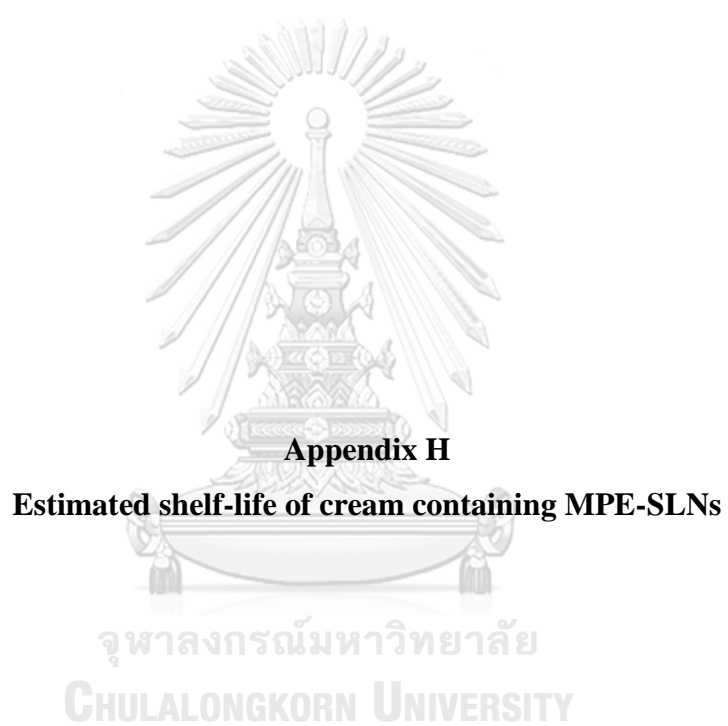 Appendix H
Estimated shelf-life of cream containing MPE-SLNs
จุฬาลงกรณ์มหาวิทยาลัย
CHULALONGKORN UNIVERSITY